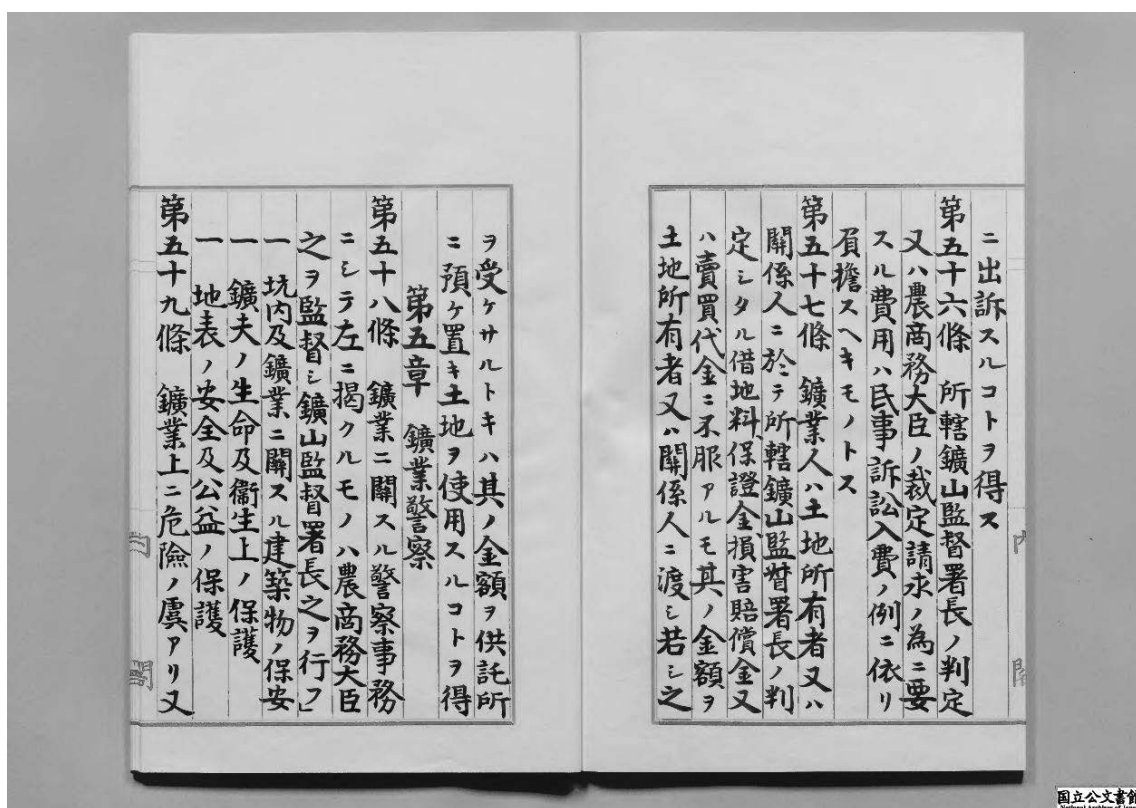 ニ出訴スルコトヲ得ス
第五十六條 所轄鑛山監督署長ノ判定
又ハ農商務大臣ノ裁定請求ノ為ニ要
スル費用ハ民事訴訟入費ノ例ニ依リ
負擔スヘキモノトス
第五十七條 鑛業人ハ土地所有者又ハ
關係人ニ於テ所轄鑛山監督署長ノ判
定シタル借地料、保證金、損害賠償金又
ハ賣買代金ニ不服アルモ其ノ金額ヲ
土地所有者又ハ關係人ニ渡シ若シ之
ヲ受ケサルトキハ其ノ金額ヲ供託所
ニ預ケ置キ土地ヲ使用スルコトヲ得
第五章 鑛業警察
第五十八條 鑛業ニ關スル警察事務
ニシテ左ニ揭クルモノハ農商務大臣
之ヲ監督シ鑛山監督署長之ヲ行フ」
一 坑内及鑛業ニ關スル建築物ノ保安
一 鑛夫ノ生命及衞生上ノ保護
一 地表ノ安全及公益ノ保護
第五十九條 鑛業上ニ危險ノ虞アリ又
内閣
内閣
国立公文書館